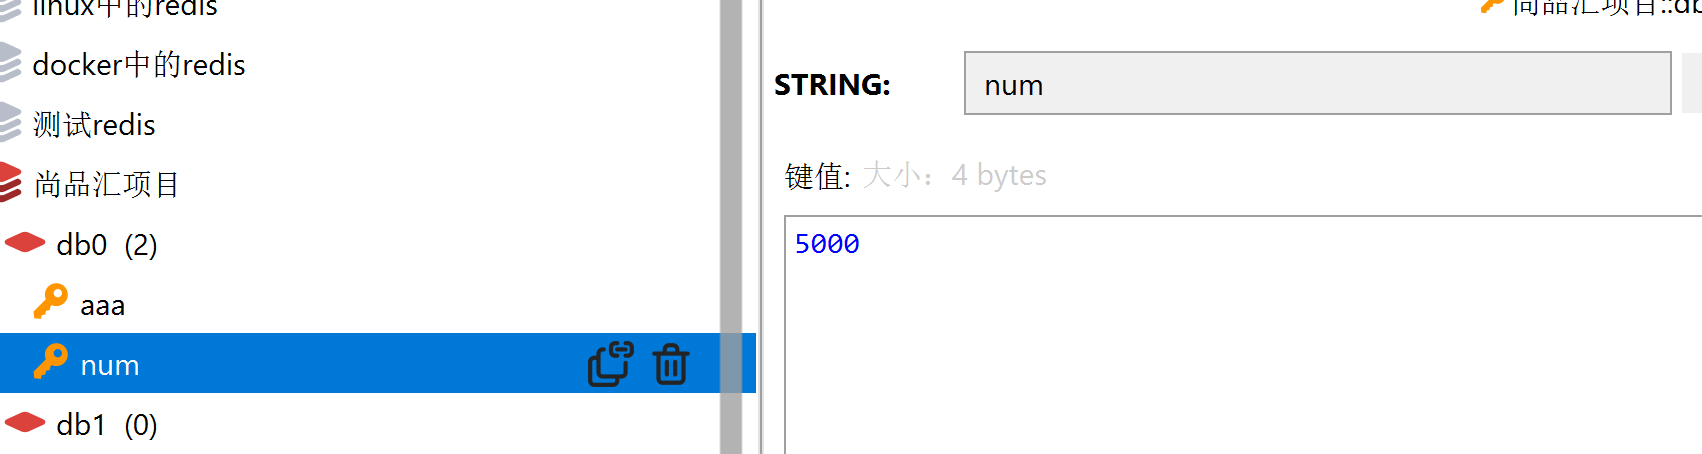 linux中的redis
docker中的redis
测试redis
尚品汇项目
db0 (2)
aaa
num
db1 (0)
尚品汇项目::db
STRING:
num
键值: 大小：4 bytes
5000